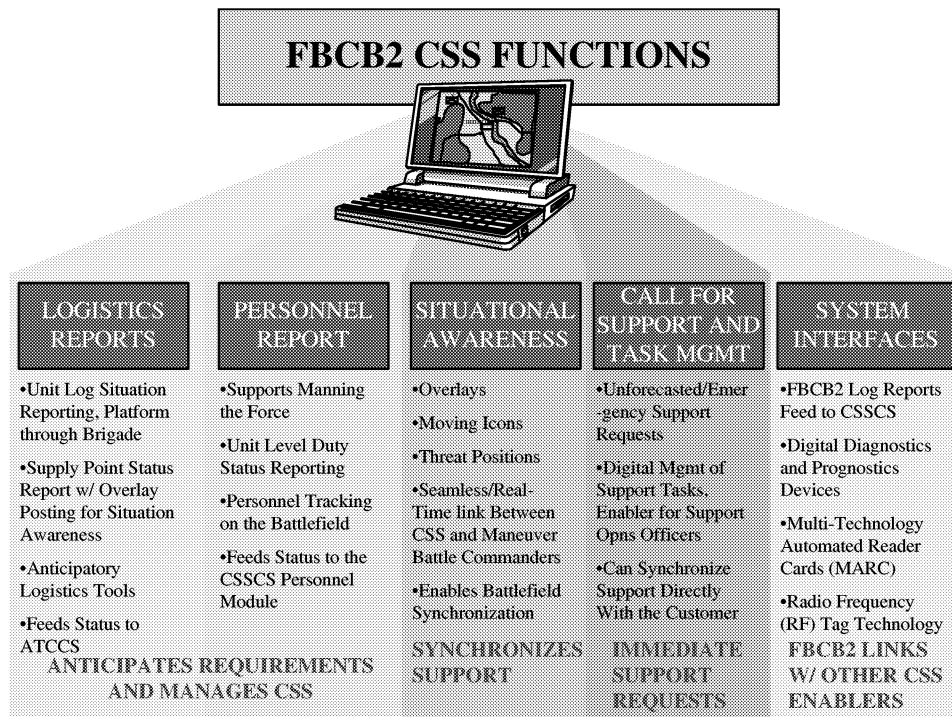 FBCB2 CSS FUNCTIONS
LOGISTICS
REPORTS
•Unit Log Situation
Reporting, Platform
through Brigade
•Supply Point Status
Report w/ Overlay
Posting for Situation
Awareness
•Anticipatory
Logistics Tools
•Feeds Status to
ATCCS
PERSONNEL
REPORT
•Supports Manning
the Force
•Unit Level Duty
Status Reporting
•Personnel Tracking
on the Battlefield
•Feeds Status to the
CSSCS Personnel
Module
ANTICIPATES REQUIREMENTS
AND MANAGES CSS
SITUATIONAL
AWARENESS
•Overlays
•Moving Icons
•Threat Positions
•Seamless/Real-
Time link Between
CSS and Maneuver
Battle Commanders
•Enables Battlefield
Synchronization
SYNCHRONIZES
SUPPORT
CALL FOR
SUPPORT AND
TASK MGMT
•Unforecasted/Emer
-gency Support
Requests
•Digital Mgmt of
Support Tasks,
Enabler for Support
Opns Officers
•Can Synchronize
Support Directly
With the Customer
IMMEDIATE
SUPPORT
REQUESTS
SYSTEM
INTERFACES
•FBCB2 Log Reports
Feed to CSSCS
•Digital Diagnostics
and Prognostics
Devices
•Multi-Technology
Automated Reader
Cards (MARC)
•Radio Frequency
(RF) Tag Technology
FBCB2 LINKS
W/ OTHER CSS
ENABLERS